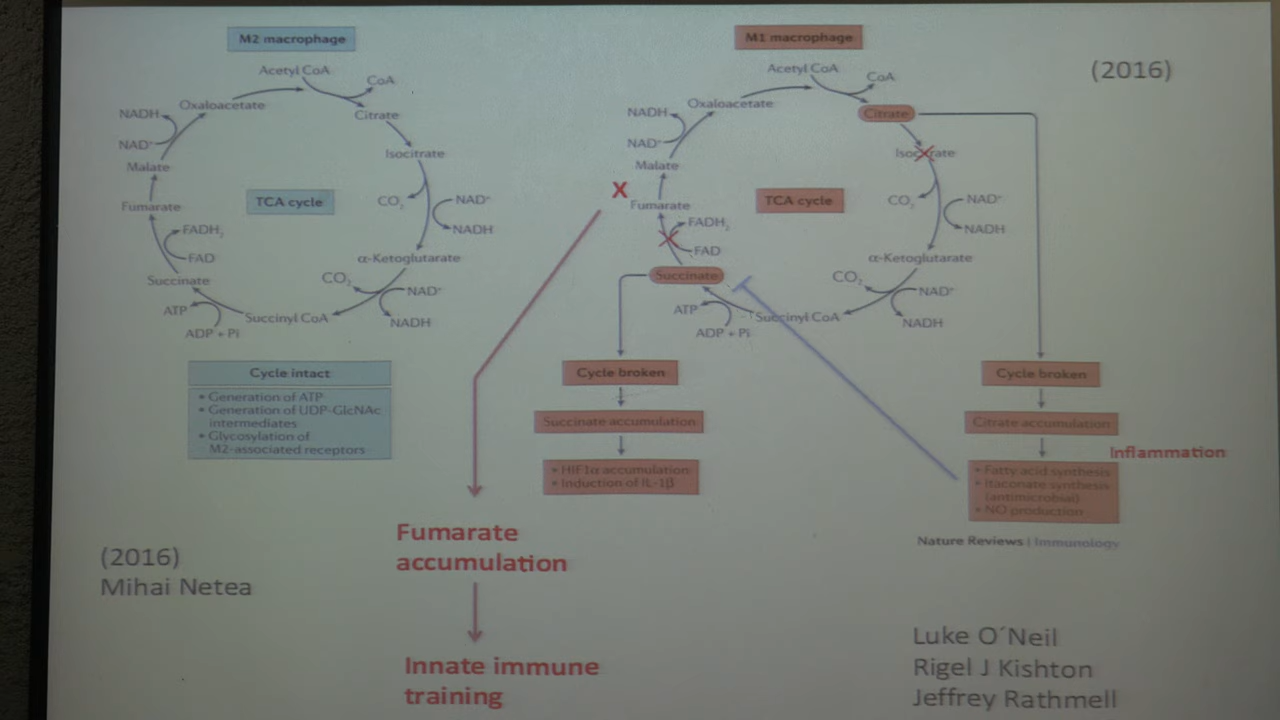 M2 macrophage
Acetyl CoA
CoA
Oxaloacetate
Citrate
NADH
NAD⁺
Isocitrate
Malate
CO₂
NAD⁺
NADH
TCA cycle
Fumarate
FADH₂
FAD
α-Ketoglutarate
Succinate
CO₂
NAD⁺
NADH
ATP
ADP + Pi
Succinyl CoA
Cycle intact
• Generation of ATP
• Generation of UDP-GlcNAc
intermediates
• Glycosylation of
M2-associated receptors
M1 macrophage
(2016)
Acetyl CoA
CoA
Oxaloacetate
Citrate
NADH
NAD⁺
Isocitrate
Malate
X
CO₂
NAD⁺
NADH
TCA cycle
Fumarate
FADH₂
FAD
α-Ketoglutarate
Succinate
CO₂
NAD⁺
NADH
ATP
ADP + Pi
Succinyl CoA
Cycle broken
Succinate accumulation
• HIF1α accumulation
• Induction of IL-1β
Cycle broken
Citrate accumulation
Inflammation
• Fatty acid synthesis
• Itaconate synthesis
(antimicrobial)
• NO production
Nature Reviews | Immunology
Fumarate
accumulation
Innate immune
training
(2016)
Mihai Netea
Luke O´Neil
Rigel J Kishton
Jeffrey Rathmell